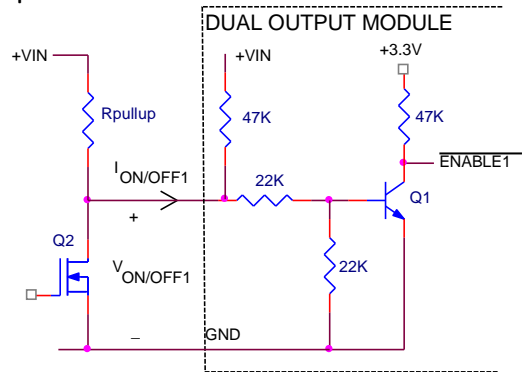 DUAL OUTPUT MODULE
+VIN
+VIN
+3.3V
Rpullup
47K
47K
ENABLE1
I
ON/OFF1
22K
Q1
+
Q2
V
ON/OFF1
22K
_
GND